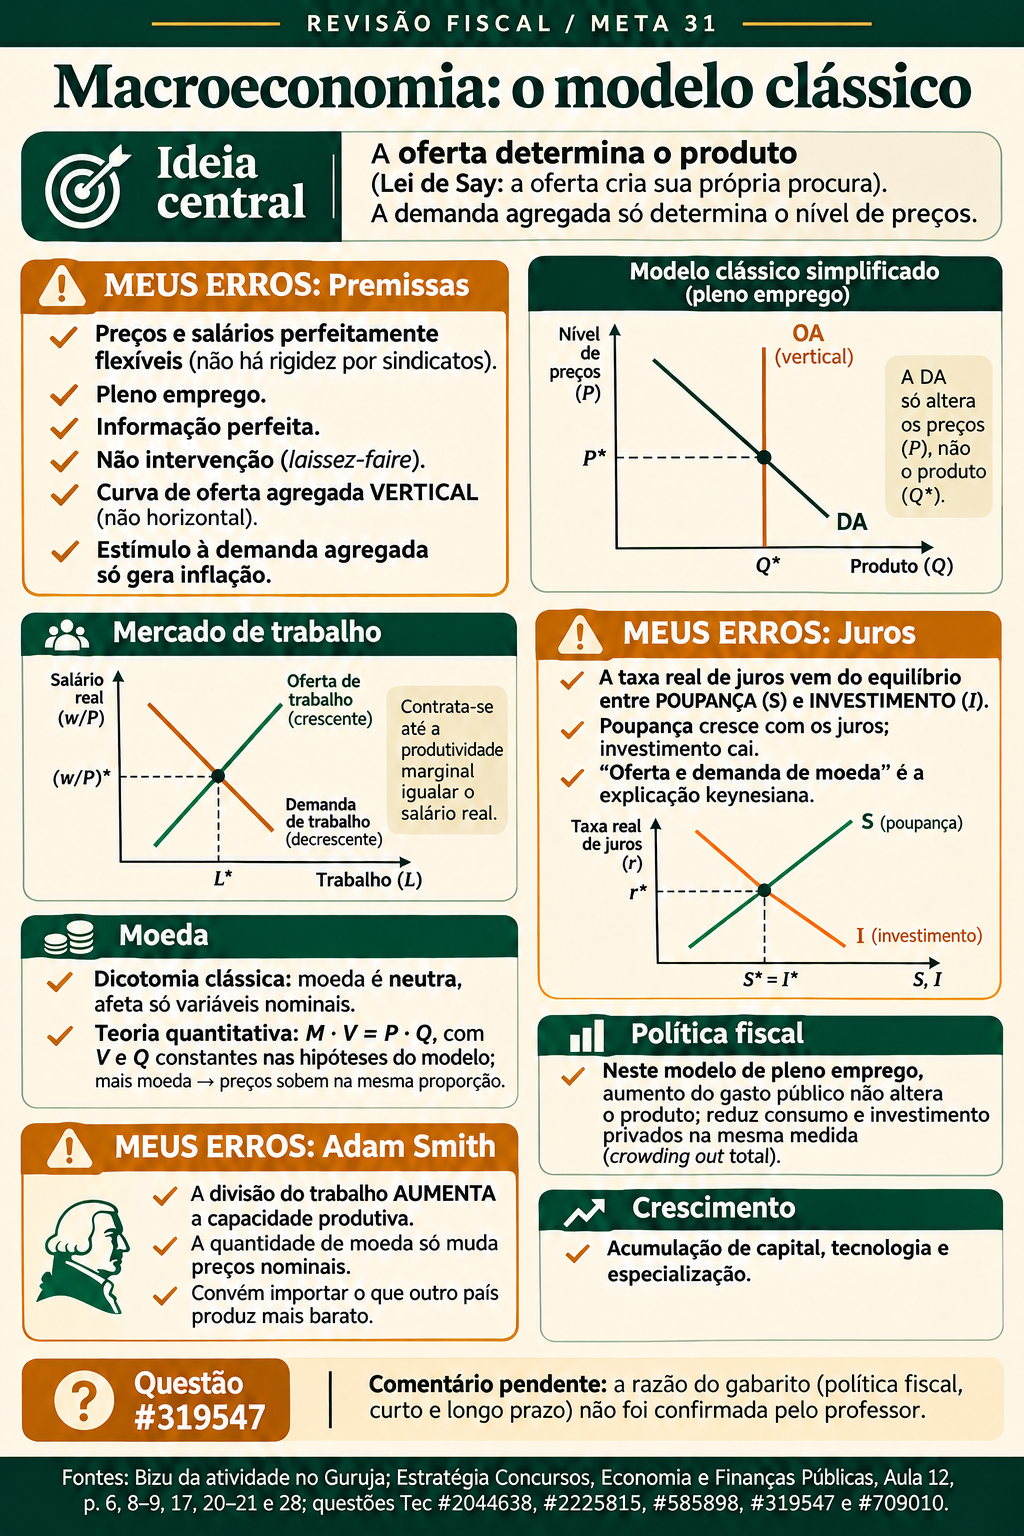 REVISÃO FISCAL / META 31
Macroeconomia: o modelo clássico
Ideia
central
A oferta determina o produto
(Lei de Say: a oferta cria sua própria procura).
A demanda agregada só determina o nível de preços.
MEUS ERROS: Premissas
Preços e salários perfeitamente
flexíveis (não há rigidez por sindicatos).
Pleno emprego.
Informação perfeita.
Não intervenção (laissez-faire).
Curva de oferta agregada VERTICAL
(não horizontal).
Estímulo à demanda agregada
só gera inflação.
Modelo clássico simplificado
(pleno emprego)
Nível
de
preços
(P)
OA
(vertical)
P*
DA
Q*
Produto (Q)
A DA
só altera
os preços
(P), não
o produto
(Q*).
Mercado de trabalho
Salário
real
(w/P)
Oferta de
trabalho
(crescente)
(w/P)*
Demanda
de trabalho
(decrescente)
L*
Trabalho (L)
Contrata-se
até a
produtividade
marginal
igualar o
salário real.
MEUS ERROS: Juros
A taxa real de juros vem do equilíbrio
entre POUPANÇA (S) e INVESTIMENTO (I).
Poupança cresce com os juros;
investimento cai.
“Oferta e demanda de moeda” é a
explicação keynesiana.
Taxa real
de juros
(r)
S (poupança)
r*
I (investimento)
S* = I*
S, I
Moeda
Dicotomia clássica: moeda é neutra,
afeta só variáveis nominais.
Teoria quantitativa: M · V = P · Q, com
V e Q constantes nas hipóteses do modelo;
mais moeda → preços sobem na mesma proporção.
Política fiscal
Neste modelo de pleno emprego,
aumento do gasto público não altera
o produto; reduz consumo e investimento
privados na mesma medida
(crowding out total).
MEUS ERROS: Adam Smith
A divisão do trabalho AUMENTA
a capacidade produtiva.
A quantidade de moeda só muda
preços nominais.
Convém importar o que outro país
produz mais barato.
Crescimento
Acumulação de capital, tecnologia e
especialização.
Questão
#319547
Comentário pendente: a razão do gabarito (política fiscal,
curto e longo prazo) não foi confirmada pelo professor.
Fontes: Bizu da atividade no Guruja; Estratégia Concursos, Economia e Finanças Públicas, Aula 12,
p. 6, 8–9, 17, 20–21 e 28; questões Tec #2044638, #2225815, #585898, #319547 e #709010.